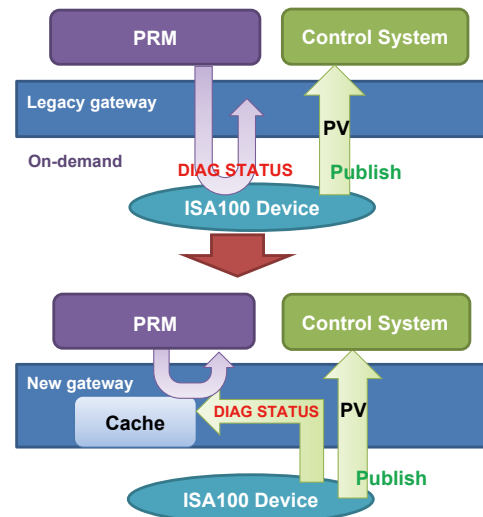 PRM
Control System
Legacy gateway
PV
On-demand
DIAG STATUS
Publish
ISA100 Device
PRM
Control System
New gateway
DIAG STATUS
PV
Cache
Publish
ISA100 Device